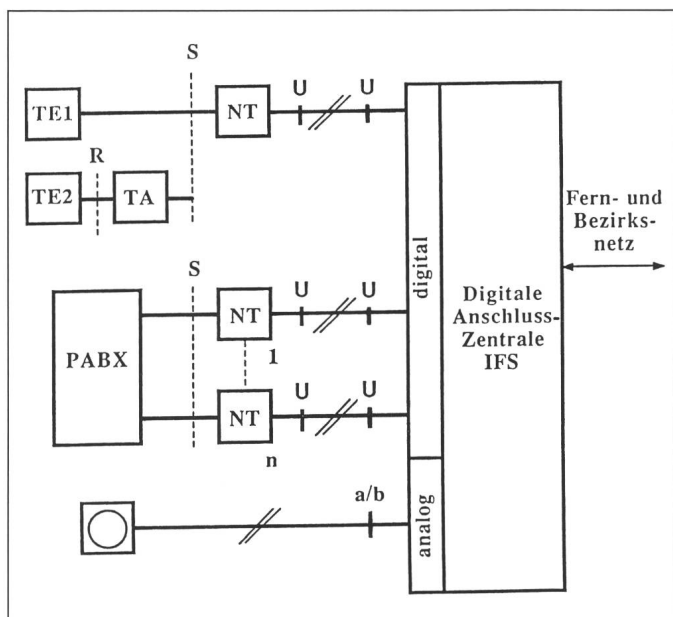 S
U U
TE1 NT
R
TE2 TA
Fern- und
Bezirks-
netz
digital
S
U U
NT
PABX
1
Digitale
Anschluss-
Zentrale
IFS
U U
NT
n
a/b
analog